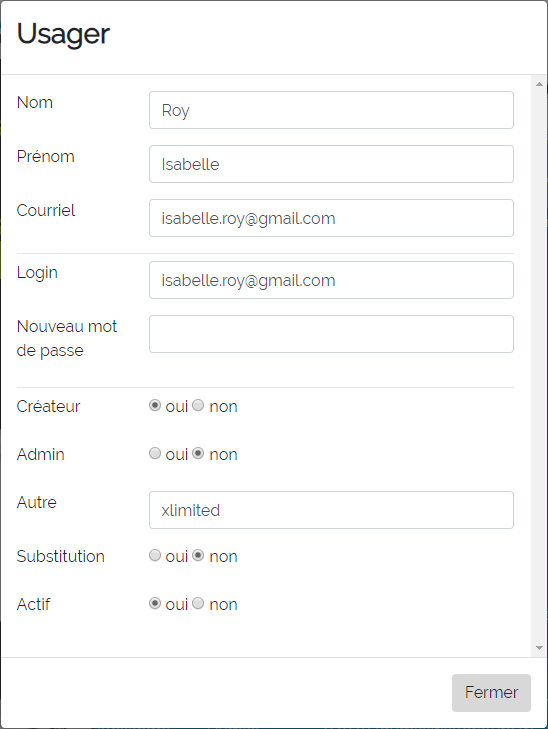 Usager
Nom
Roy
Prénom
Isabelle
Courriel
isabelle.roy@gmail.com
Login
isabelle.roy@gmail.com
Nouveau mot
de passe
Créateur oui non
Admin oui non
Autre
xlimited
Substitution oui non
Actif oui non
Fermer